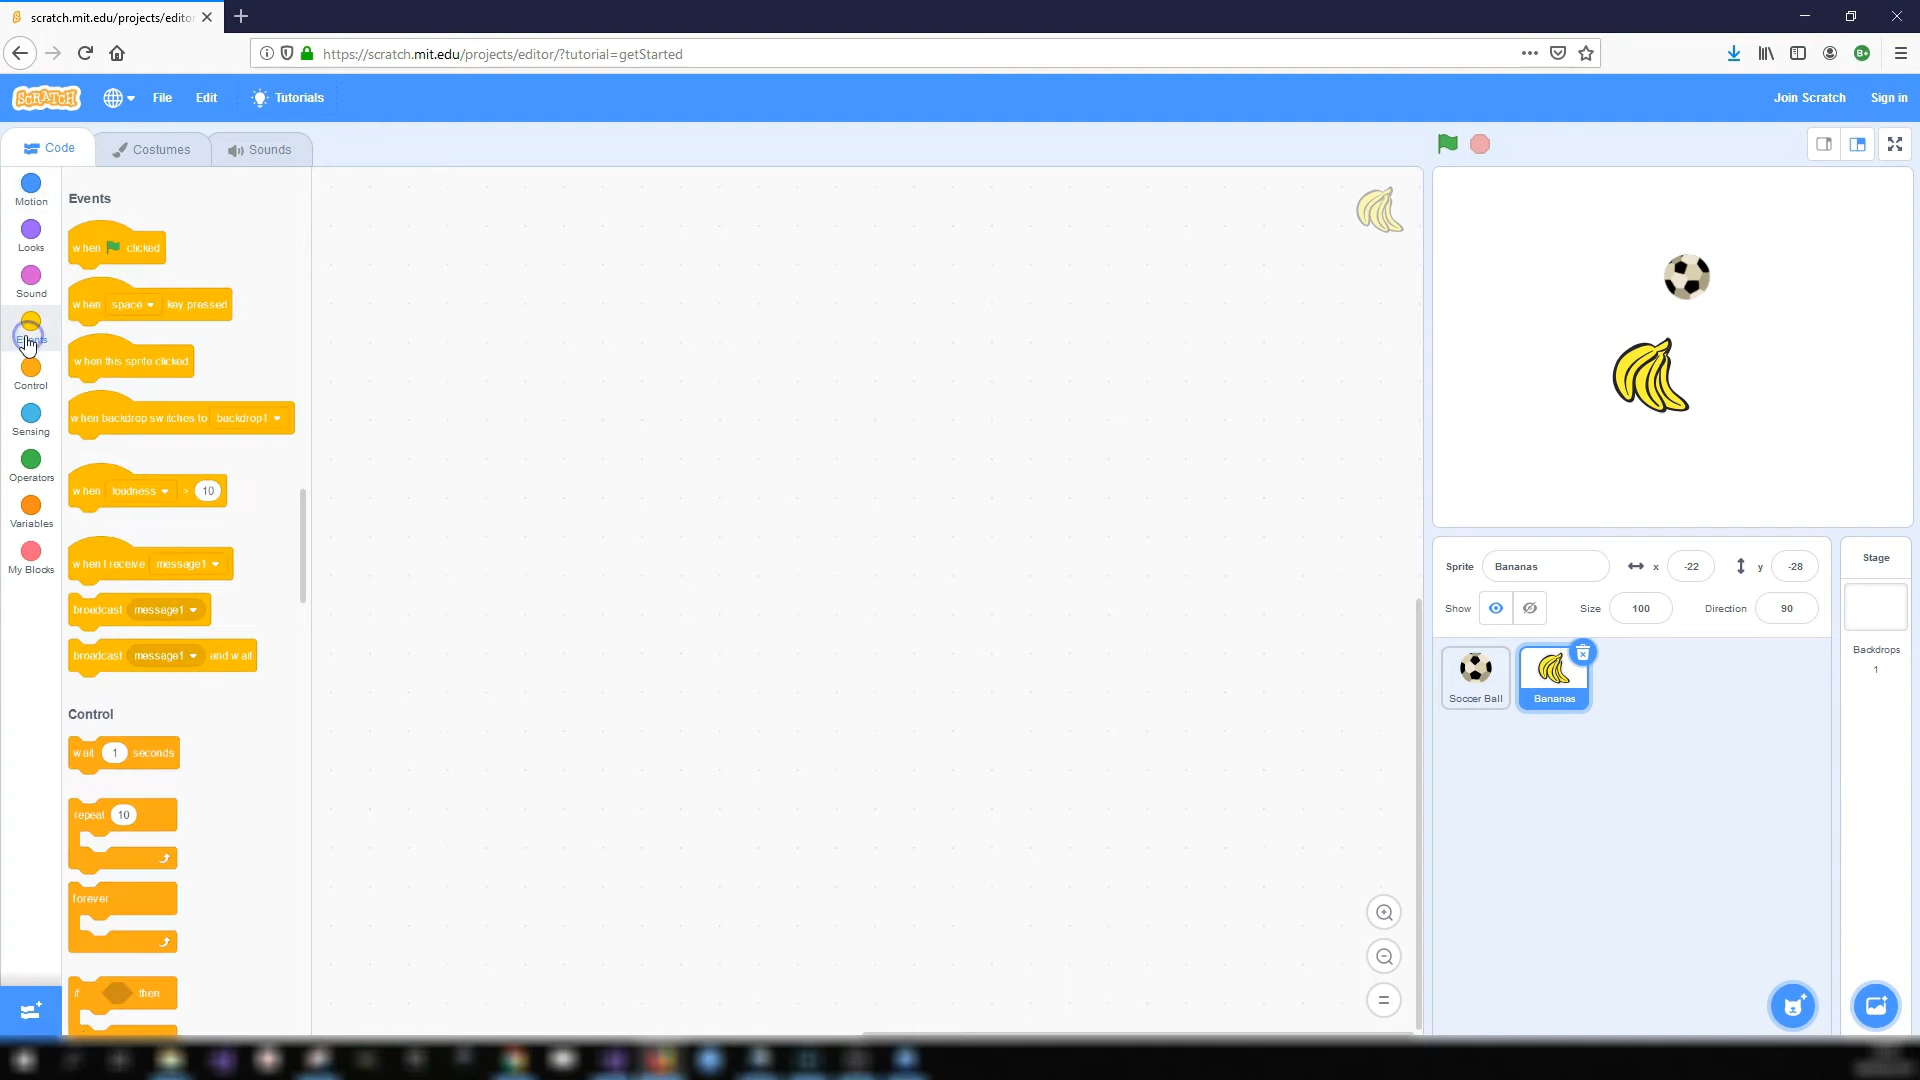 scratch.mit.edu/projects/edito
https://scratch.mit.edu/projects/editor/?tutorial=getStarted
SCRATCH
File
Edit
Tutorials
Join Scratch
Sign in
Code
Costumes
Sounds
Motion
Looks
Sound
Events
Control
Sensing
Operators
Variables
My Blocks
Events
when clicked
when space key pressed
when this sprite clicked
when backdrop switches to backdrop1
when loudness > 10
when I receive message1
broadcast message1
broadcast message1 and wait
Control
wait 1 seconds
repeat 10
forever
if then
Sprite Bananas x -22 y -28
Show Size 100 Direction 90
Soccer Ball
Bananas
Stage
Backdrops
1